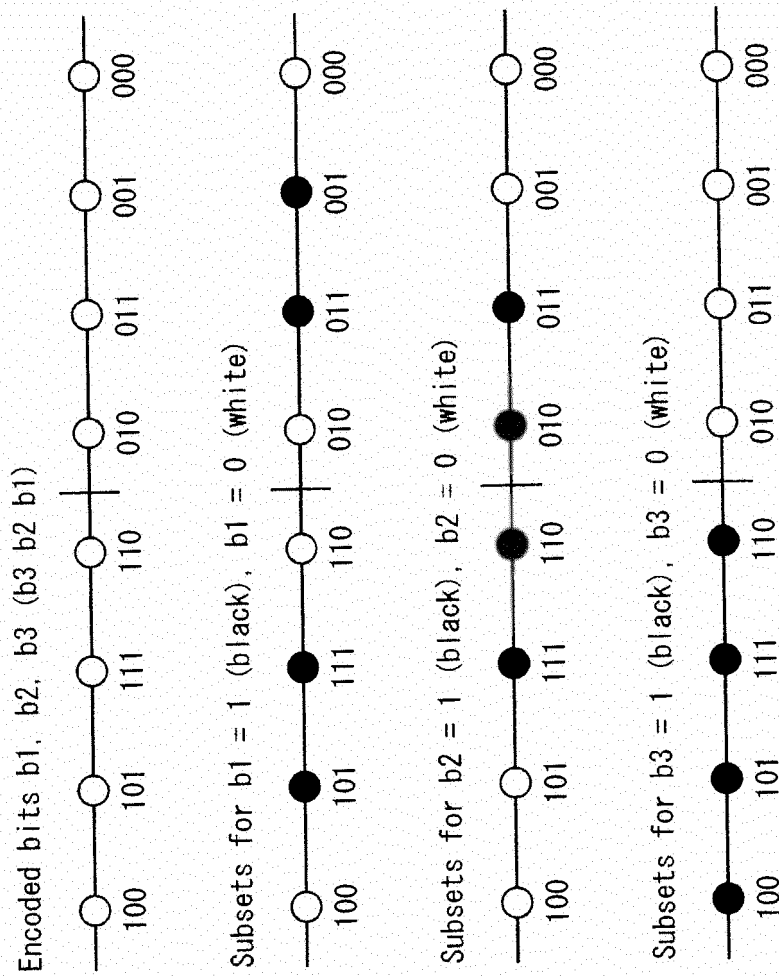 Encoded bits b1, b2, b3 (b3 b2 b1)
100 101 111 110 010 011 001 000
Subsets for b1 = 1 (black), b1 = 0 (white)
100 101 111 110 010 011 001 000
Subsets for b2 = 1 (black), b2 = 0 (white)
100 101 111 110 010 011 001 000
Subsets for b3 = 1 (black), b3 = 0 (white)
100 101 111 110 010 011 001 000